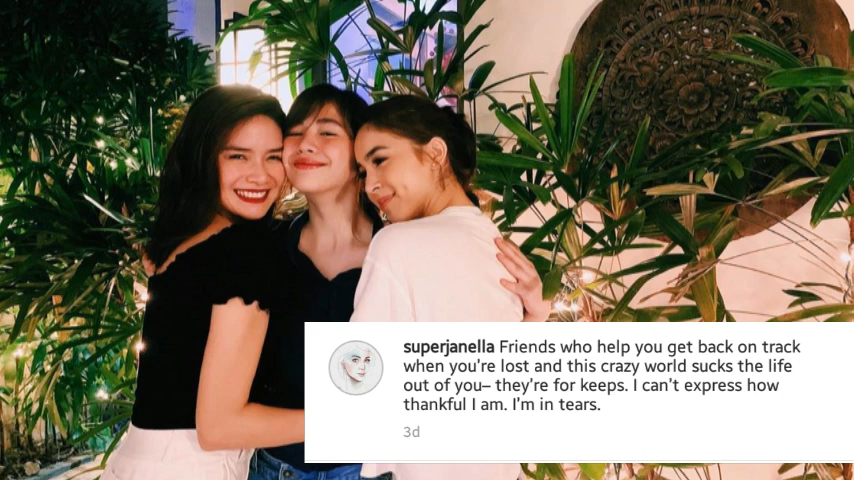 superjanella Friends who help you get back on track
when you're lost and this crazy world sucks the life
out of you– they're for keeps. I can't express how
thankful I am. I'm in tears.
3d